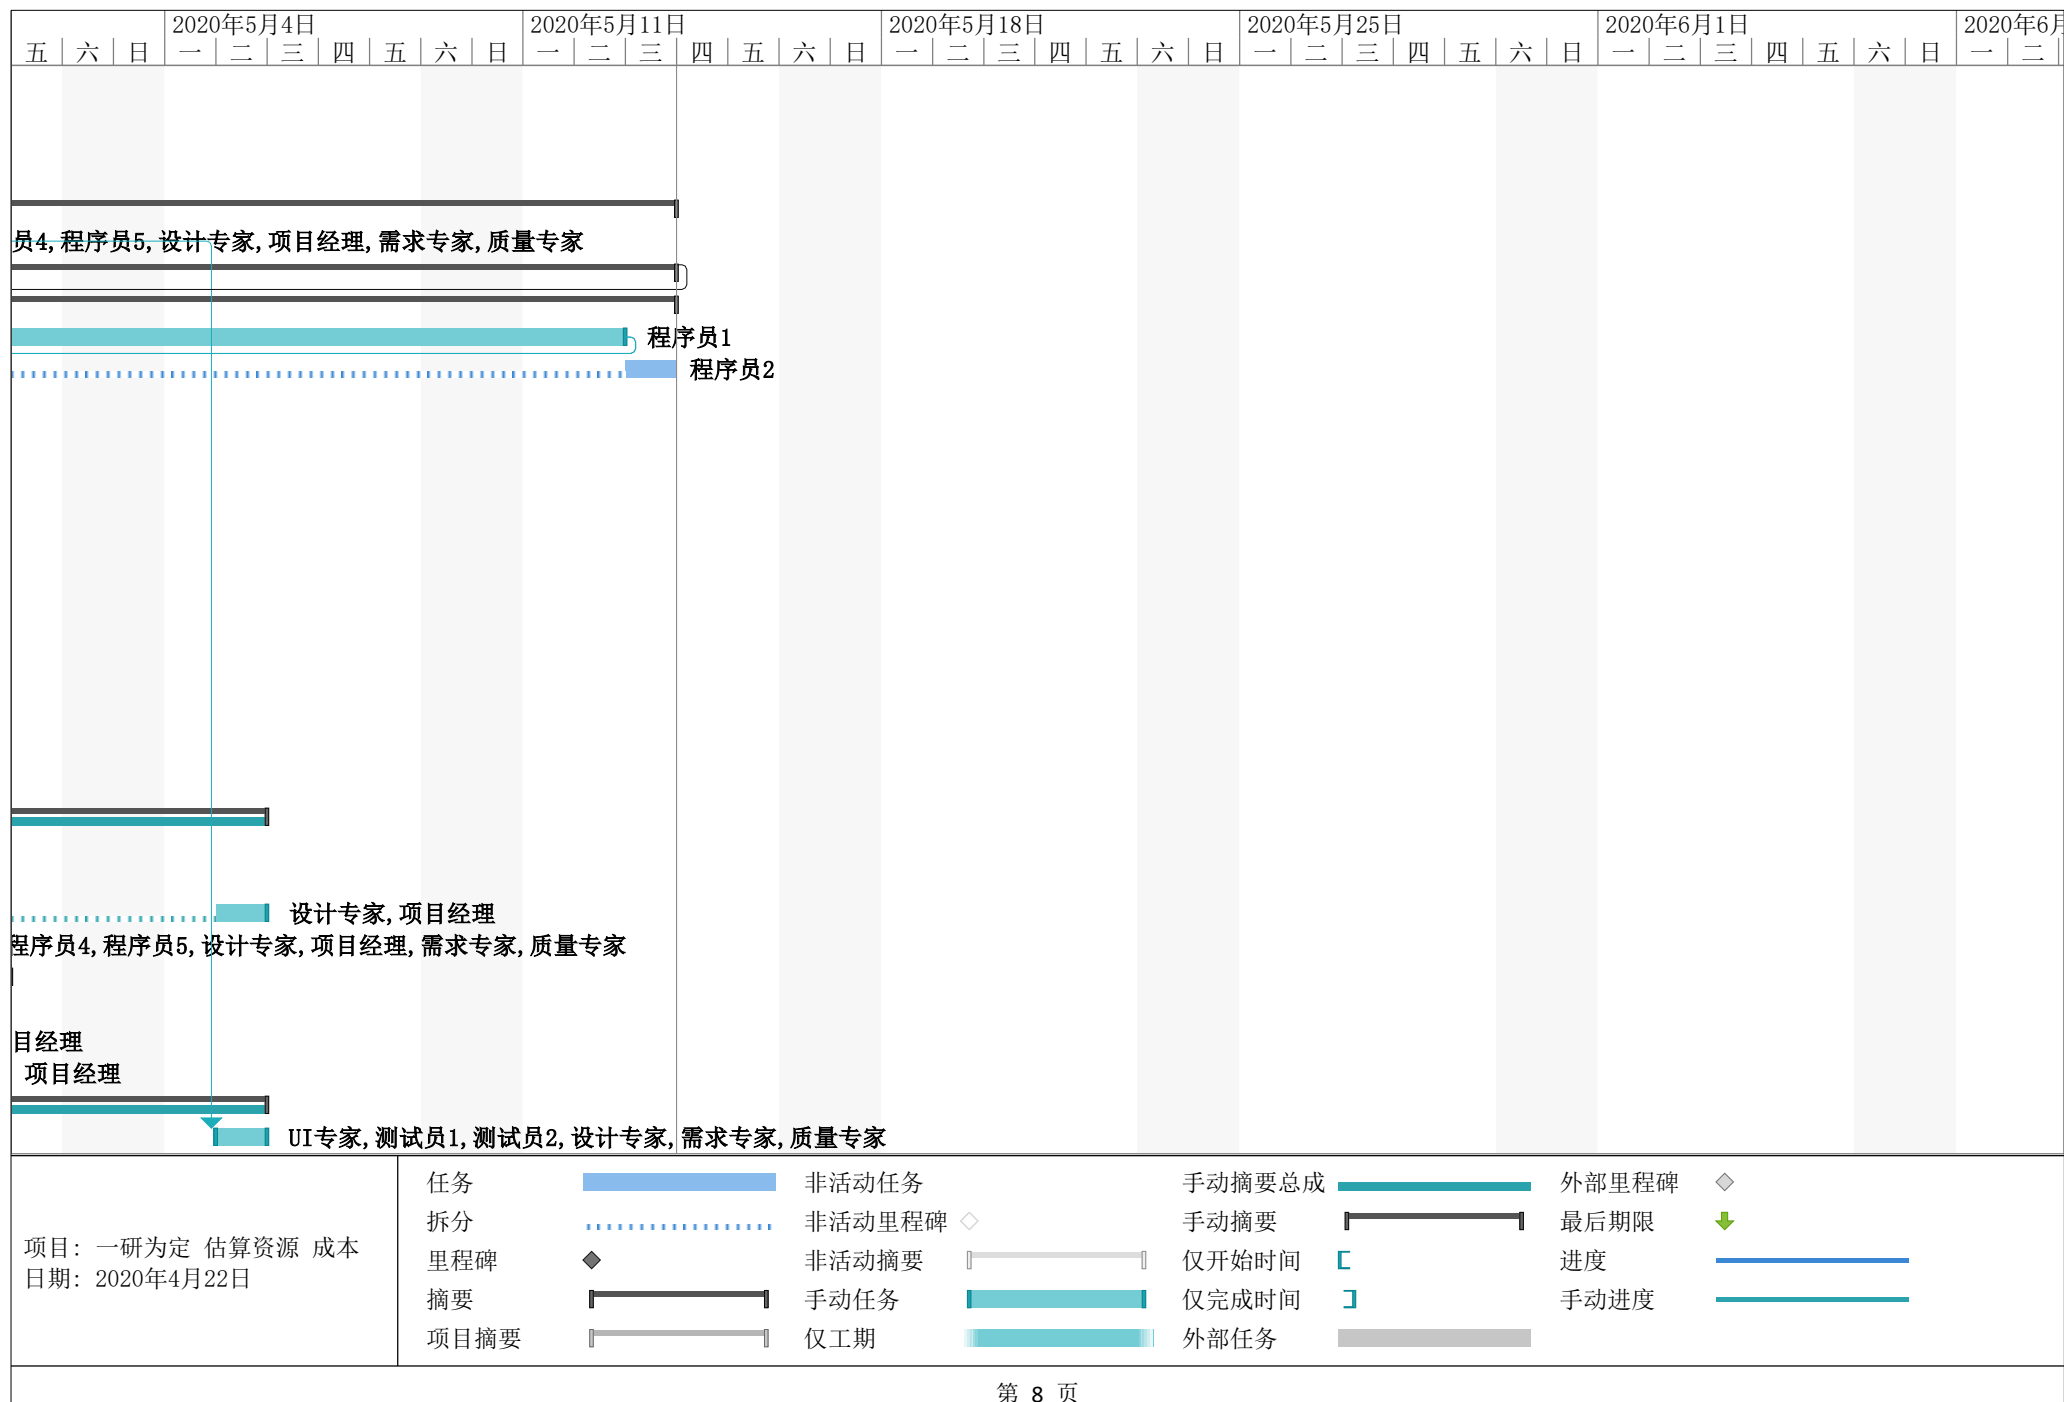 2020年5月4日 2020年5月11日 2020年5月18日 2020年5月25日 2020年6月1日 2020年6月
五 六 日 一 二 三 四 五 六 日 一 二 三 四 五 六 日 一 二 三 四 五 六 日 一 二 三 四 五 六 日 一 二 三 四 五 六 日 一 二
员4,程序员5,设计专家,项目经理,需求专家,质量专家
程序员1
程序员2
设计专家,项目经理
程序员4,程序员5,设计专家,项目经理,需求专家,质量专家
目经理
项目经理
UI专家,测试员1,测试员2,设计专家,需求专家,质量专家
项目: 一研为定 估算资源 成本
日期: 2020年4月22日
任务 非活动任务 手动摘要总成 外部里程碑
拆分 非活动里程碑 手动摘要 最后期限
里程碑 非活动摘要 仅开始时间 进度
摘要 手动任务 仅完成时间 手动进度
项目摘要 仅工期 外部任务
第 8 页